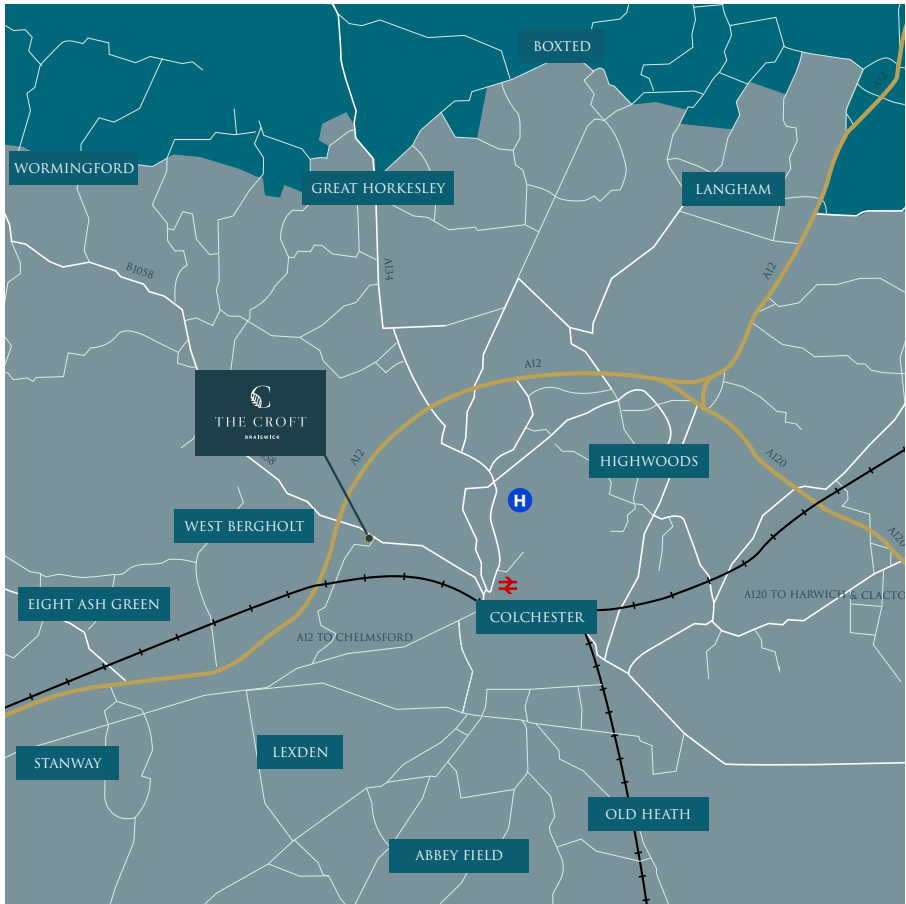 BOXTED
A12
WORMINGFORD
GREAT HORKESLEY
LANGHAM
B1058
A134
A12
A12
C
THE CROFT
BRAISWICK
A12
HIGHWOODS
A120
WEST BERGHOLT
H
A120
EIGHT ASH GREEN
A120 TO HARWICH & CLACTO
COLCHESTER
A12 TO CHELMSFORD
LEXDEN
STANWAY
OLD HEATH
ABBEY FIELD